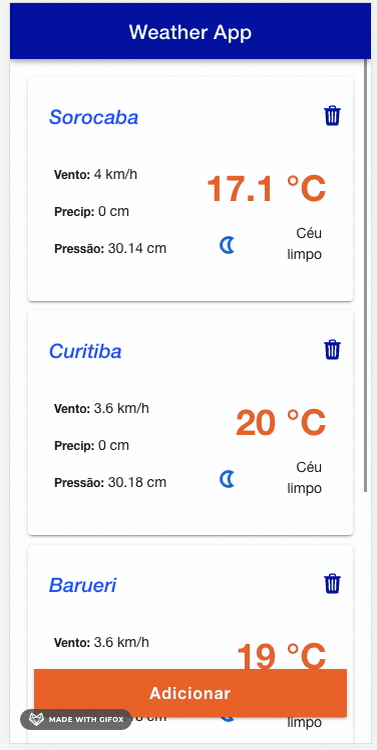 Weather App
Sorocaba
Vento: 4 km/h
17.1 °C
Precip: 0 cm
Céu
limpo
Pressão: 30.14 cm
Curitiba
Vento: 3.6 km/h
20 °C
Precip: 0 cm
Céu
limpo
Pressão: 30.18 cm
Barueri
Vento: 3.6 km/h
19 °C
Adicionar
MADE WITH GIFOX
cm
limpo